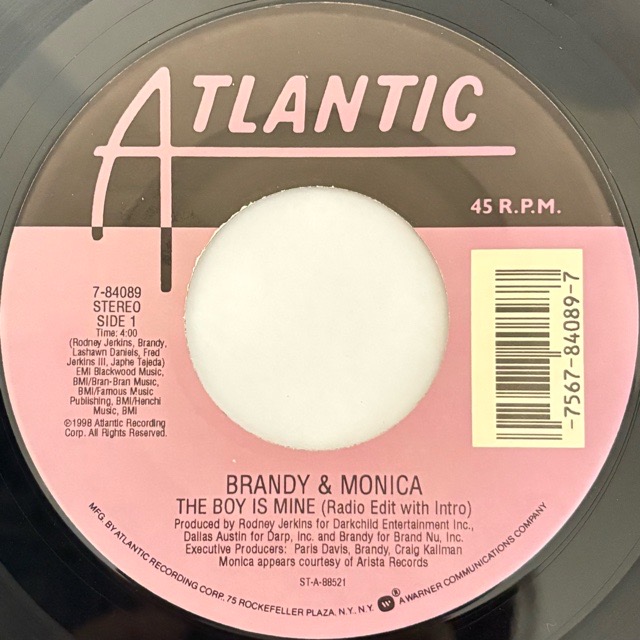 ATLANTIC
45 R.P.M.
7-84089
STEREO
SIDE 1
Time: 4:00
(Rodney Jerkins, Brandy,
Lashawn Daniels, Fred
Jerkins III, Japhe Tejeda)
EMI Blackwood Music,
BMI/Bran-Bran Music,
BMI/Famous Music
Publishing, BMI/Henchi
Music, BMI
℗1998 Atlantic Recording
Corp. All Rights Reserved.
-7567-84089-7
BRANDY & MONICA
THE BOY IS MINE (Radio Edit with Intro)
Produced by Rodney Jerkins for Darkchild Entertainment Inc.,
Dallas Austin for Darp, Inc. and Brandy for Brand Nu, Inc.
Executive Producers: Paris Davis, Brandy, Craig Kallman
Monica appears courtesy of Arista Records
ST-A-88521
MFG. BY ATLANTIC RECORDING CORP., 75 ROCKEFELLER PLAZA, N.Y., N.Y. W® A WARNER COMMUNICATIONS COMPANY